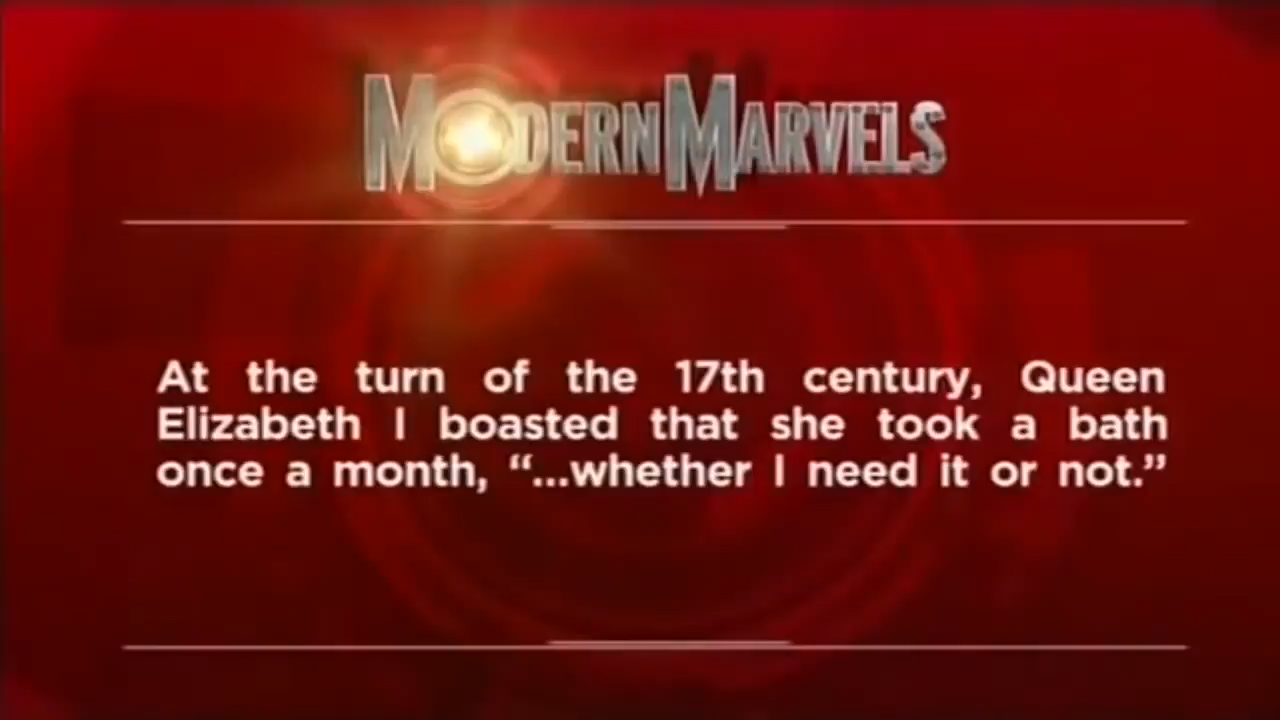 MODERN MARVELS
At the turn of the 17th century, Queen
Elizabeth I boasted that she took a bath
once a month, “...whether I need it or not.”